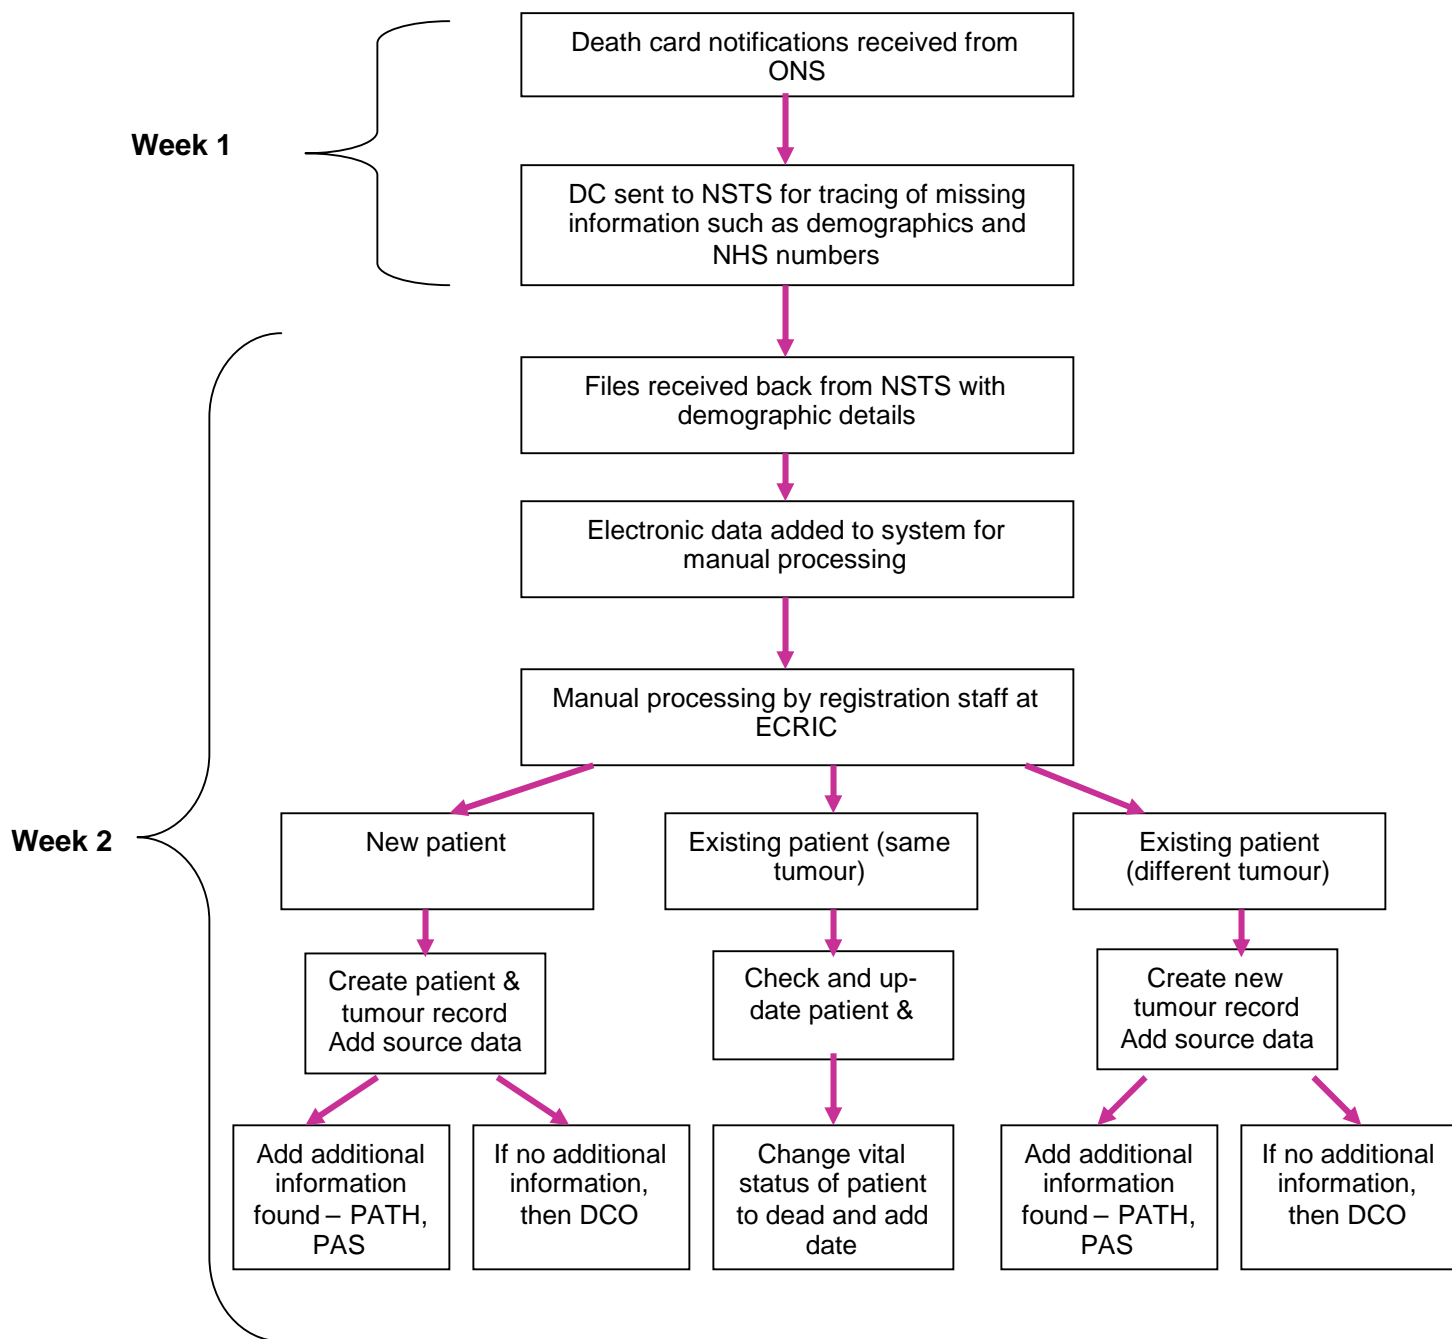 Death card notifications received from
ONS
Week 1
DC sent to NSTS for tracing of missing
information such as demographics and
NHS numbers
Files received back from NSTS with
demographic details
Electronic data added to system for
manual processing
Manual processing by registration staff at
ECRIC
Week 2
New patient
Existing patient (same
tumour)
Existing patient
(different tumour)
Create patient &
tumour record
Add source data
Check and up-
date patient &
Create new
tumour record
Add source data
Add additional
information
found – PATH,
PAS
If no additional
information,
then DCO
Change vital
status of patient
to dead and add
date
Add additional
information
found – PATH,
PAS
If no additional
information,
then DCO